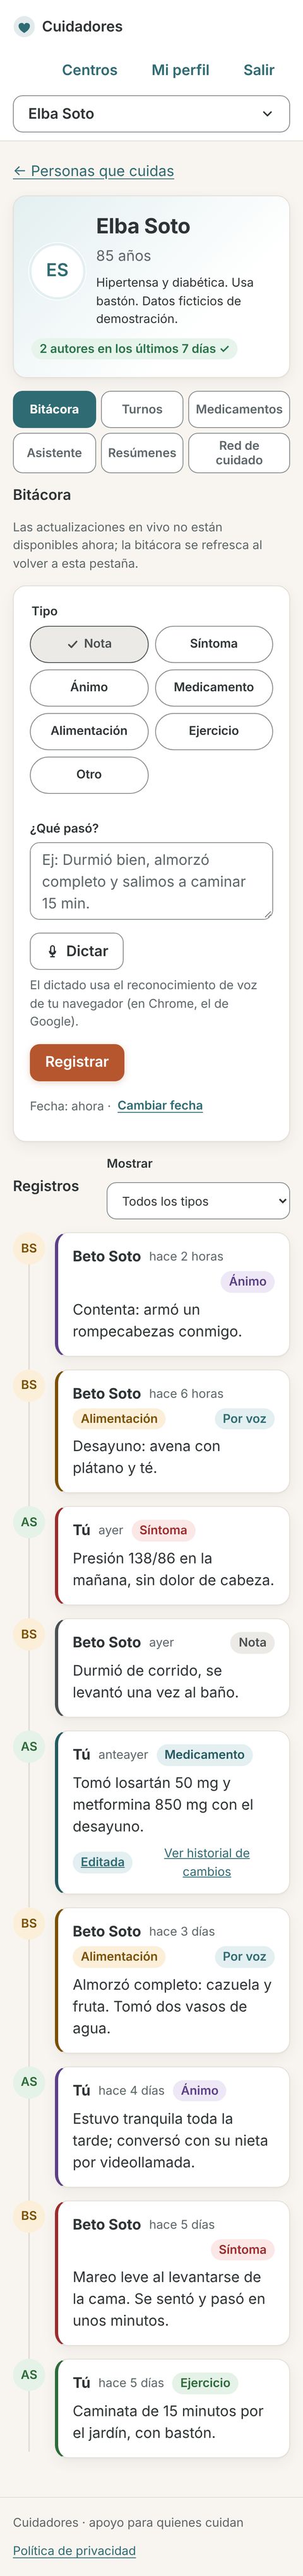 Cuidadores
Centros Mi perfil Salir
Elba Soto
← Personas que cuidas
ES
Elba Soto
85 años
Hipertensa y diabética. Usa
bastón. Datos ficticios de
demostración.
2 autores en los últimos 7 días ✓
Bitácora Turnos Medicamentos
Asistente Resúmenes Red de
cuidado
Bitácora
Las actualizaciones en vivo no están
disponibles ahora; la bitácora se refresca al
volver a esta pestaña.
Tipo
✓ Nota Síntoma
Ánimo Medicamento
Alimentación Ejercicio
Otro
¿Qué pasó?
Ej: Durmió bien, almorzó
completo y salimos a caminar
15 min.
Dictar
El dictado usa el reconocimiento de voz
de tu navegador (en Chrome, el de
Google).
Registrar
Fecha: ahora · Cambiar fecha
Mostrar
Registros Todos los tipos
BS Beto Soto hace 2 horas
Ánimo
Contenta: armó un
rompecabezas conmigo.
BS Beto Soto hace 6 horas
Alimentación Por voz
Desayuno: avena con
plátano y té.
AS Tú ayer Síntoma
Presión 138/86 en la
mañana, sin dolor de cabeza.
BS Beto Soto ayer Nota
Durmió de corrido, se
levantó una vez al baño.
AS Tú anteayer Medicamento
Tomó losartán 50 mg y
metformina 850 mg con el
desayuno.
Editada Ver historial de
cambios
BS Beto Soto hace 3 días
Alimentación Por voz
Almorzó completo: cazuela y
fruta. Tomó dos vasos de
agua.
AS Tú hace 4 días Ánimo
Estuvo tranquila toda la
tarde; conversó con su nieta
por videollamada.
BS Beto Soto hace 5 días
Síntoma
Mareo leve al levantarse de
la cama. Se sentó y pasó en
unos minutos.
AS Tú hace 5 días Ejercicio
Caminata de 15 minutos por
el jardín, con bastón.
Cuidadores · apoyo para quienes cuidan
Política de privacidad